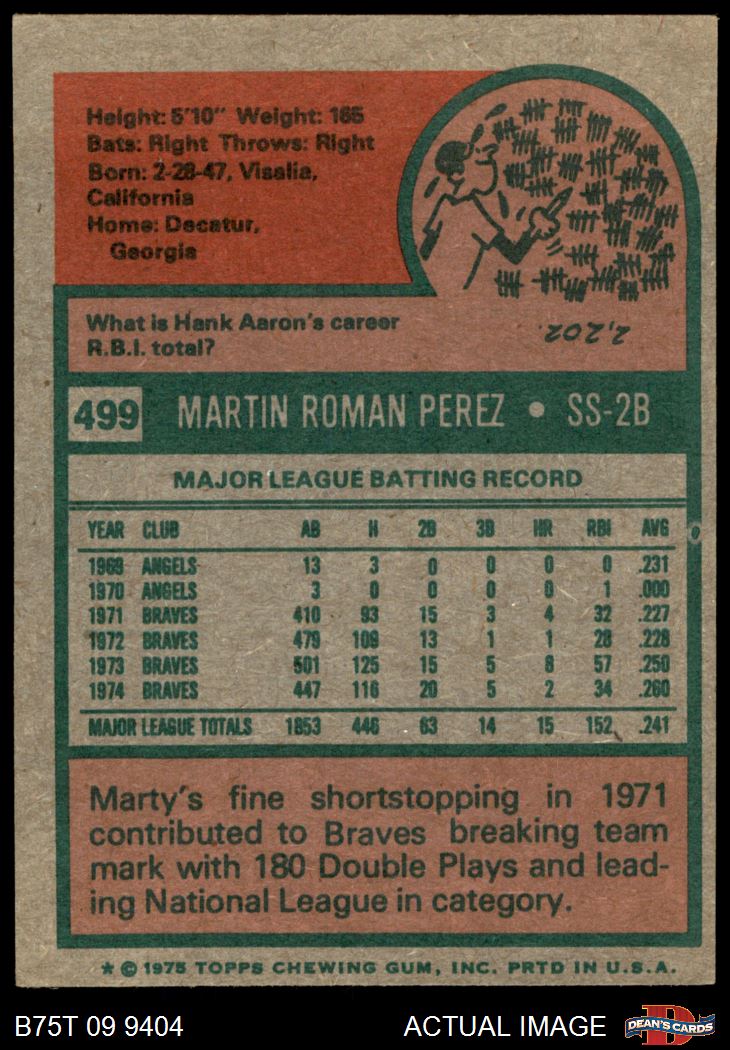 Height: 5'10" Weight: 165
Bats: Right Throws: Right
Born: 2-28-47, Visalia,
California
Home: Decatur,
Georgia
What is Hank Aaron's career
R.B.I. total?
2,202.
499 MARTIN ROMAN PEREZ • SS-2B
MAJOR LEAGUE BATTING RECORD
YEAR CLUB AB H 2B 3B HR RBI AVG
1969 ANGELS 13 3 0 0 0 0 .231
1970 ANGELS 3 0 0 0 0 1 .000
1971 BRAVES 410 93 15 3 4 32 .227
1972 BRAVES 479 109 13 1 1 28 .228
1973 BRAVES 501 125 15 5 8 57 .250
1974 BRAVES 447 116 20 5 2 34 .260
MAJOR LEAGUE TOTALS 1853 446 63 14 15 152 .241
Marty's fine shortstopping in 1971
contributed to Braves breaking team
mark with 180 Double Plays and lead-
ing National League in category.
* © 1975 TOPPS CHEWING GUM, INC. PRTD IN U.S.A.
B75T 09 9404 ACTUAL IMAGE DEAN'S CARDS